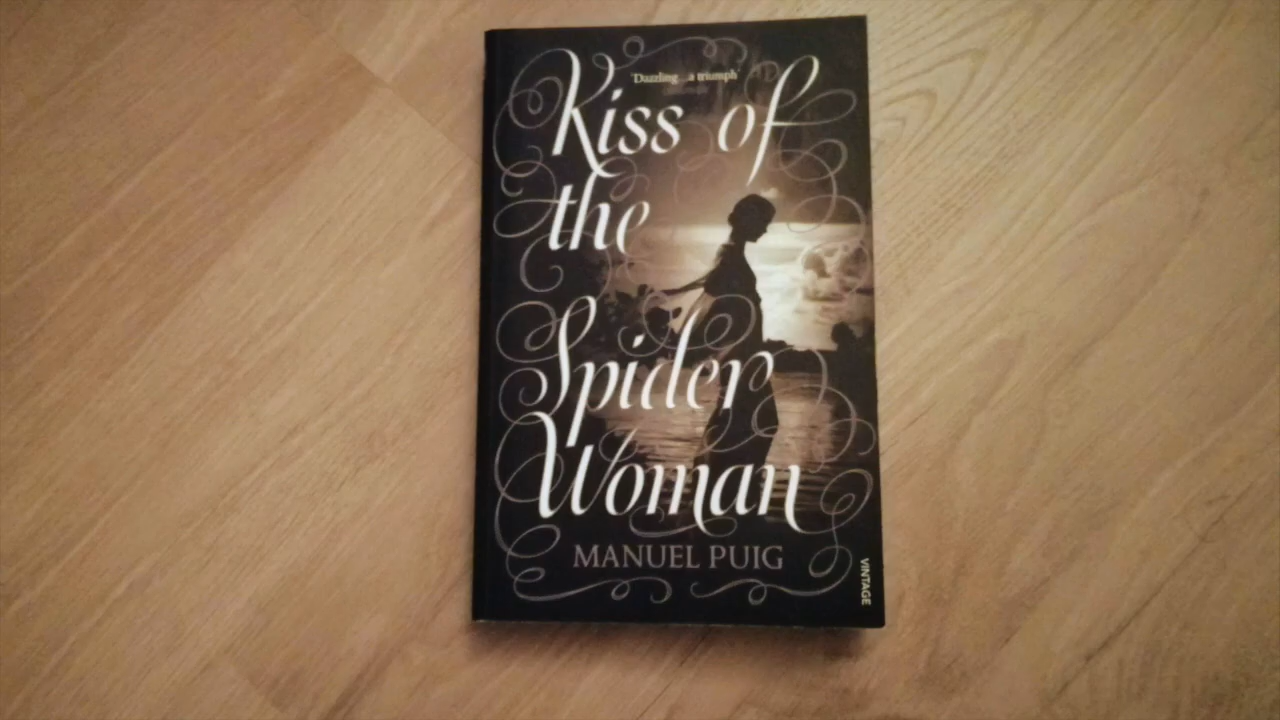 'Dazzling... a triumph'
Kiss of
the
Spider
Woman
MANUEL PUIG
VINTAGE